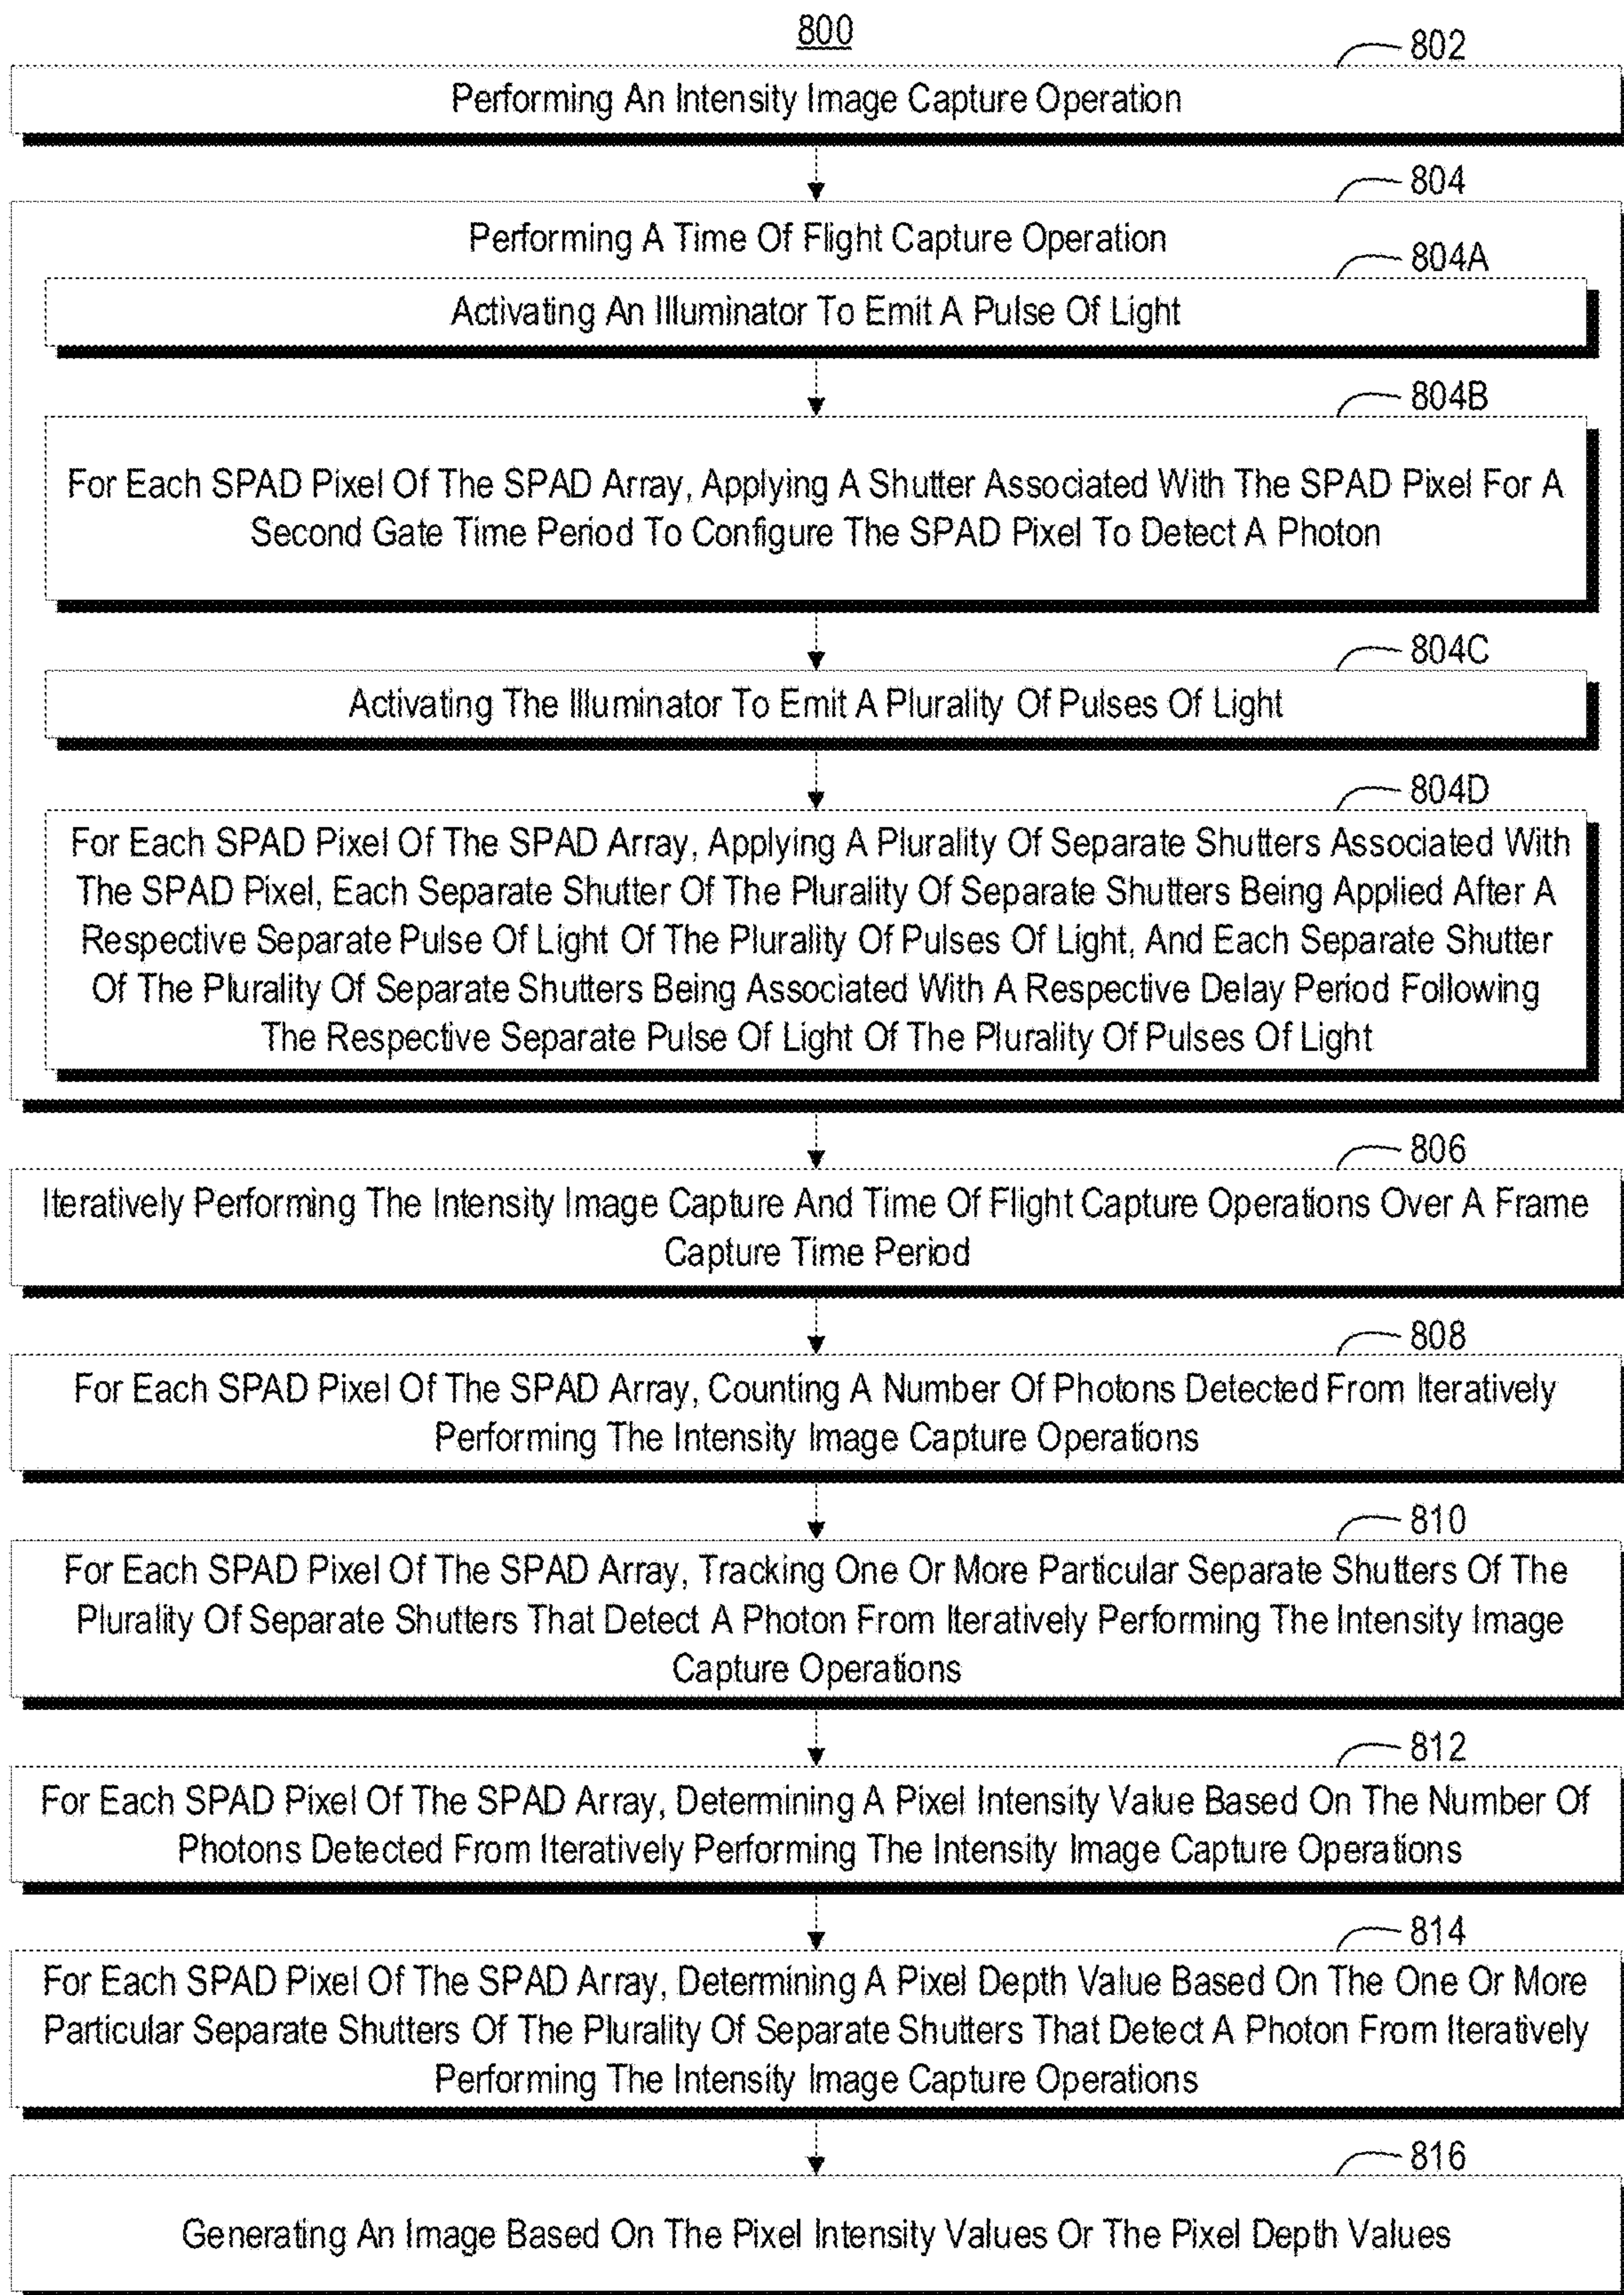 800
802
Performing An Intensity Image Capture Operation
804
Performing A Time Of Flight Capture Operation
804A
Activating An Illuminator To Emit A Pulse Of Light
804B
For Each SPAD Pixel Of The SPAD Array, Applying A Shutter Associated With The SPAD Pixel For A
Second Gate Time Period To Configure The SPAD Pixel To Detect A Photon
804C
Activating The Illuminator To Emit A Plurality Of Pulses Of Light
804D
For Each SPAD Pixel Of The SPAD Array, Applying A Plurality Of Separate Shutters Associated With
The SPAD Pixel, Each Separate Shutter Of The Plurality Of Separate Shutters Being Applied After A
Respective Separate Pulse Of Light Of The Plurality Of Pulses Of Light, And Each Separate Shutter
Of The Plurality Of Separate Shutters Being Associated With A Respective Delay Period Following
The Respective Separate Pulse Of Light Of The Plurality Of Pulses Of Light
806
Iteratively Performing The Intensity Image Capture And Time Of Flight Capture Operations Over A Frame
Capture Time Period
808
For Each SPAD Pixel Of The SPAD Array, Counting A Number Of Photons Detected From Iteratively
Performing The Intensity Image Capture Operations
810
For Each SPAD Pixel Of The SPAD Array, Tracking One Or More Particular Separate Shutters Of The
Plurality Of Separate Shutters That Detect A Photon From Iteratively Performing The Intensity Image
Capture Operations
812
For Each SPAD Pixel Of The SPAD Array, Determining A Pixel Intensity Value Based On The Number Of
Photons Detected From Iteratively Performing The Intensity Image Capture Operations
814
For Each SPAD Pixel Of The SPAD Array, Determining A Pixel Depth Value Based On The One Or More
Particular Separate Shutters Of The Plurality Of Separate Shutters That Detect A Photon From Iteratively
Performing The Intensity Image Capture Operations
816
Generating An Image Based On The Pixel Intensity Values Or The Pixel Depth Values